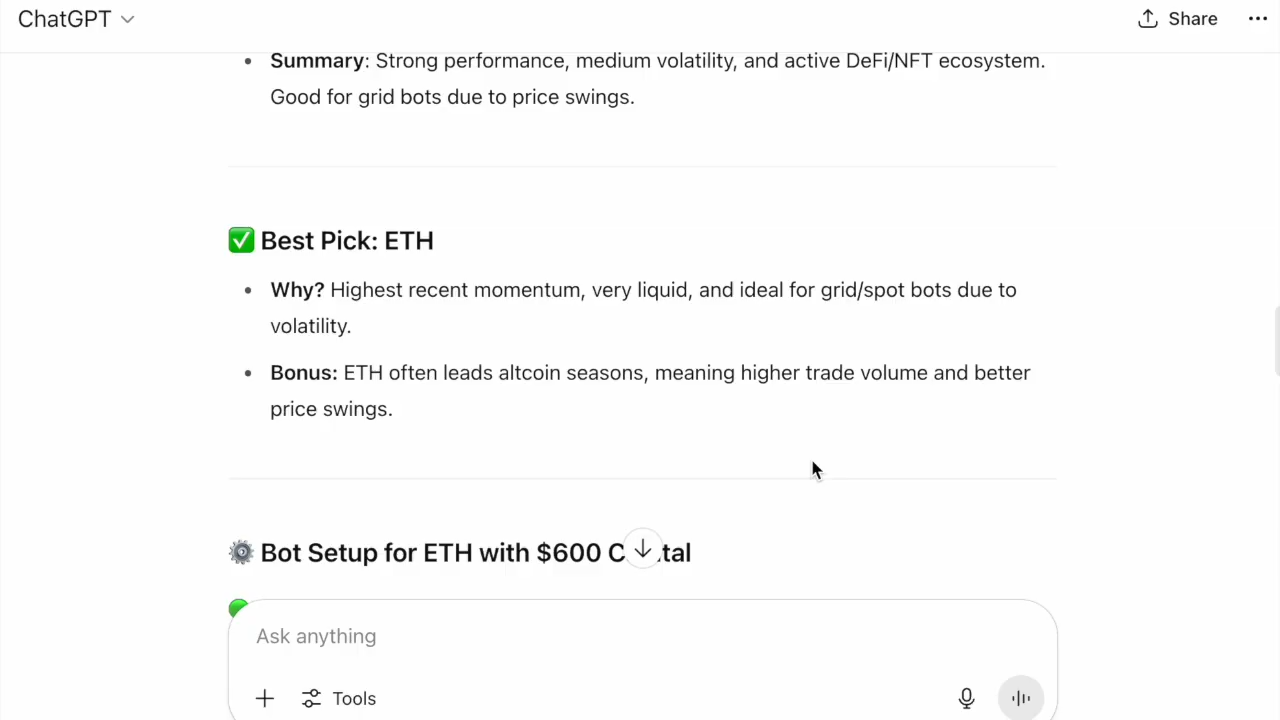 ChatGPT
Share
Summary: Strong performance, medium volatility, and active DeFi/NFT ecosystem.
Good for grid bots due to price swings.
Best Pick: ETH
Why? Highest recent momentum, very liquid, and ideal for grid/spot bots due to
volatility.
Bonus: ETH often leads altcoin seasons, meaning higher trade volume and better
price swings.
Bot Setup for ETH with $600 C tal
Ask anything
Tools